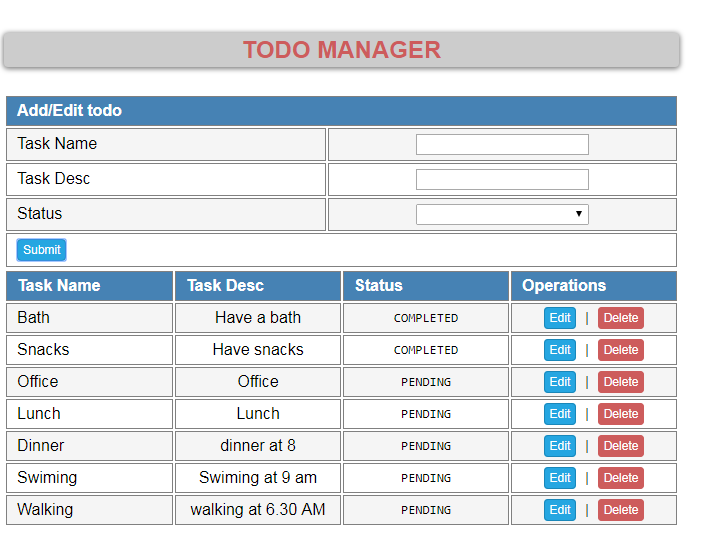 TODO MANAGER
Add/Edit todo
Task Name
Task Desc
Status
Submit
Task Name Task Desc Status Operations
Bath Have a bath COMPLETED Edit | Delete
Snacks Have snacks COMPLETED Edit | Delete
Office Office PENDING Edit | Delete
Lunch Lunch PENDING Edit | Delete
Dinner dinner at 8 PENDING Edit | Delete
Swiming Swiming at 9 am PENDING Edit | Delete
Walking walking at 6.30 AM PENDING Edit | Delete